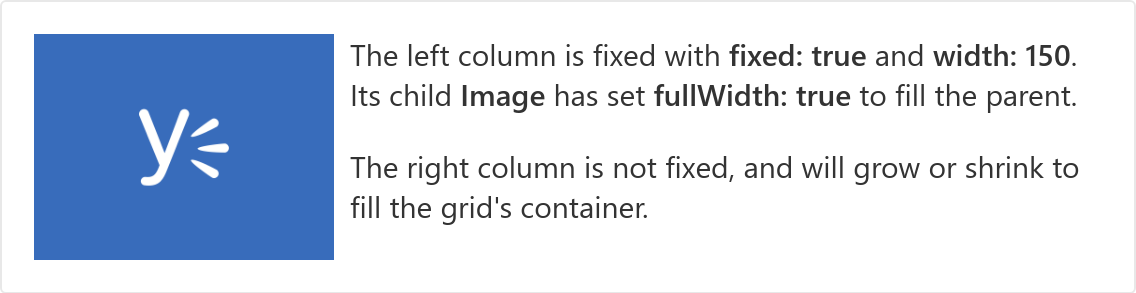 The left column is fixed with fixed: true and width: 150.
Its child Image has set fullWidth: true to fill the parent.
The right column is not fixed, and will grow or shrink to
fill the grid's container.